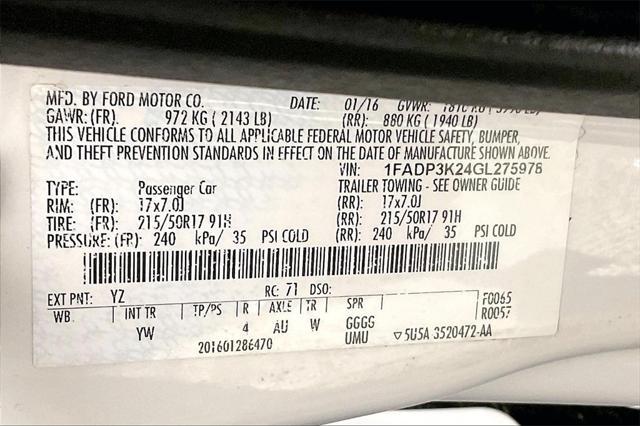 MFD. BY FORD MOTOR CO. DATE: 01/16 GVWR:
GAWR: (FR). 972 KG ( 2143 LB) (RR): 880 KG ( 1940 LB)
THIS VEHICLE CONFORMS TO ALL APPLICABLE FEDERAL MOTOR VEHICLE SAFETY, BUMPER,
AND THEFT PREVENTION STANDARDS IN EFFECT ON THE DATE OF MANUFACTURE SHOWN ABOVE.
VIN: 1FADP3K24GL275978
TYPE: Passenger Car TRAILER TOWING - SEE OWNER GUIDE
RIM: (FR): 17x7.0J (RR): 17x7.0J
TIRE: (FR): 215/50R17 91H (RR): 215/50R17 91H
PRESSURE: (FR): 240 kPa/ 35 PSI COLD (RR): 240 kPa/ 35 PSI COLD
EXT PNT: YZ RC: 71 DSO: F0065
WB INT TR TP/PS R AXLE TR SPR R0057
YW 4 AU W GGGG
UMU 5U5A 3520472-AA
201601286470